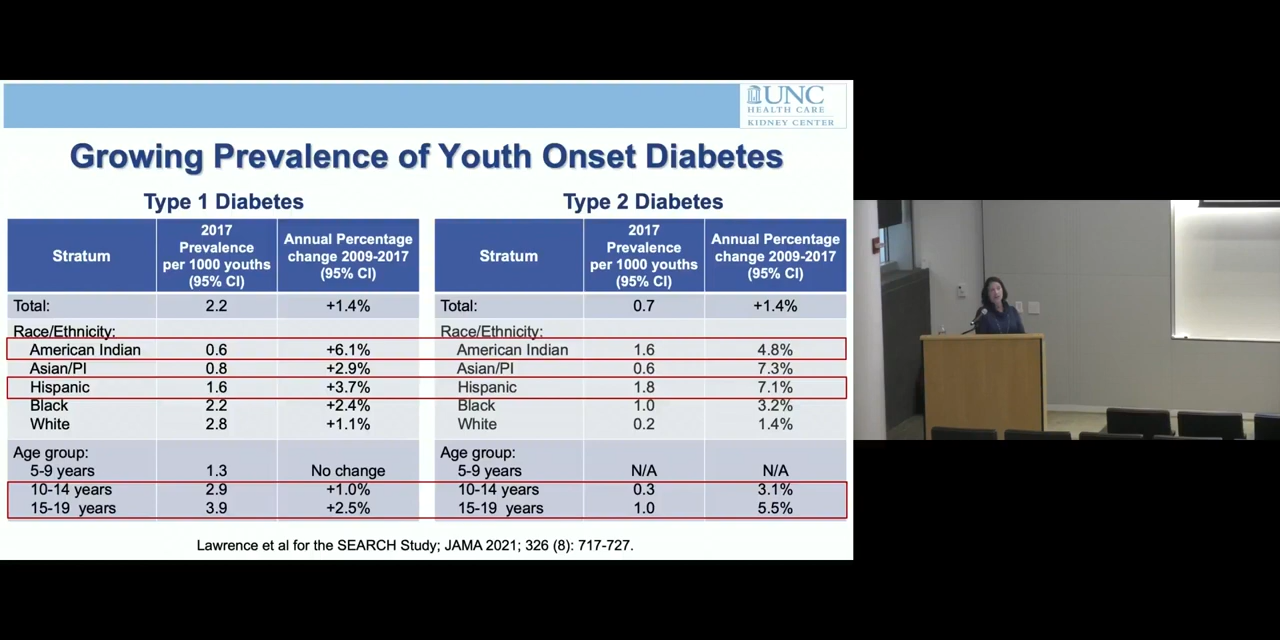 UNC
HEALTH CARE
KIDNEY CENTER
Growing Prevalence of Youth Onset Diabetes
Type 1 Diabetes
Stratum 2017 Prevalence per 1000 youths (95% CI) Annual Percentage change 2009-2017 (95% CI)
Total: 2.2 +1.4%
Race/Ethnicity:
American Indian 0.6 +6.1%
Asian/PI 0.8 +2.9%
Hispanic 1.6 +3.7%
Black 2.2 +2.4%
White 2.8 +1.1%
Age group:
5-9 years 1.3 No change
10-14 years 2.9 +1.0%
15-19 years 3.9 +2.5%
Type 2 Diabetes
Stratum 2017 Prevalence per 1000 youths (95% CI) Annual Percentage change 2009-2017 (95% CI)
Total: 0.7 +1.4%
Race/Ethnicity:
American Indian 1.6 4.8%
Asian/PI 0.6 7.3%
Hispanic 1.8 7.1%
Black 1.0 3.2%
White 0.2 1.4%
Age group:
5-9 years N/A N/A
10-14 years 0.3 3.1%
15-19 years 1.0 5.5%
Lawrence et al for the SEARCH Study; JAMA 2021; 326 (8): 717-727.